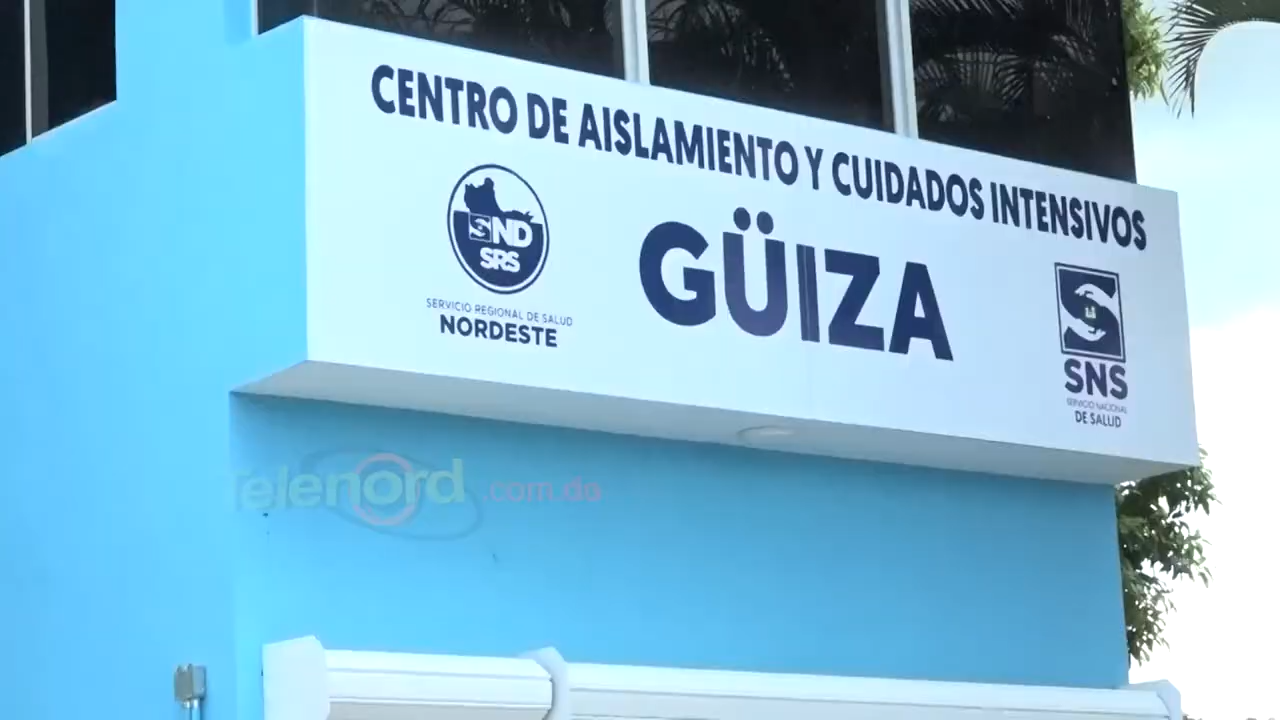 CENTRO DE AISLAMIENTO Y CUIDADOS INTENSIVOS
GÜIZA
SND
SRS
SERVICIO REGIONAL DE SALUD
NORDESTE
SNS
SERVICIO NACIONAL
DE SALUD
Telenord .com.do